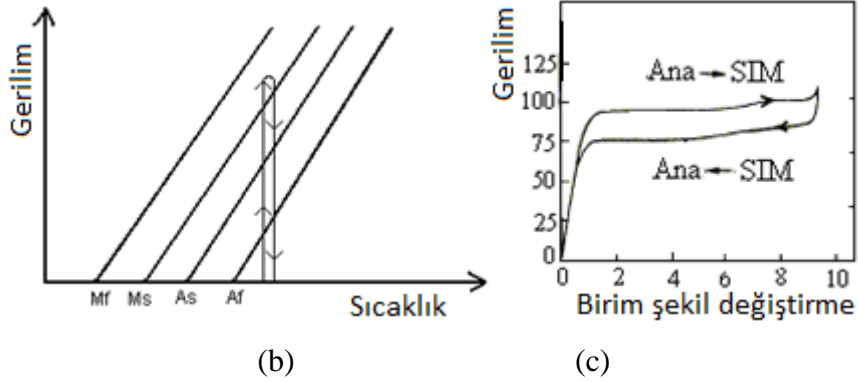 Gerilim
Mf Ms As Af
Sıcaklık
(b)
Gerilim
125
100
75
50
25
0
Ana → SIM
Ana ← SIM
0 2 4 6 8 10
Birim şekil değiştirme
(c)